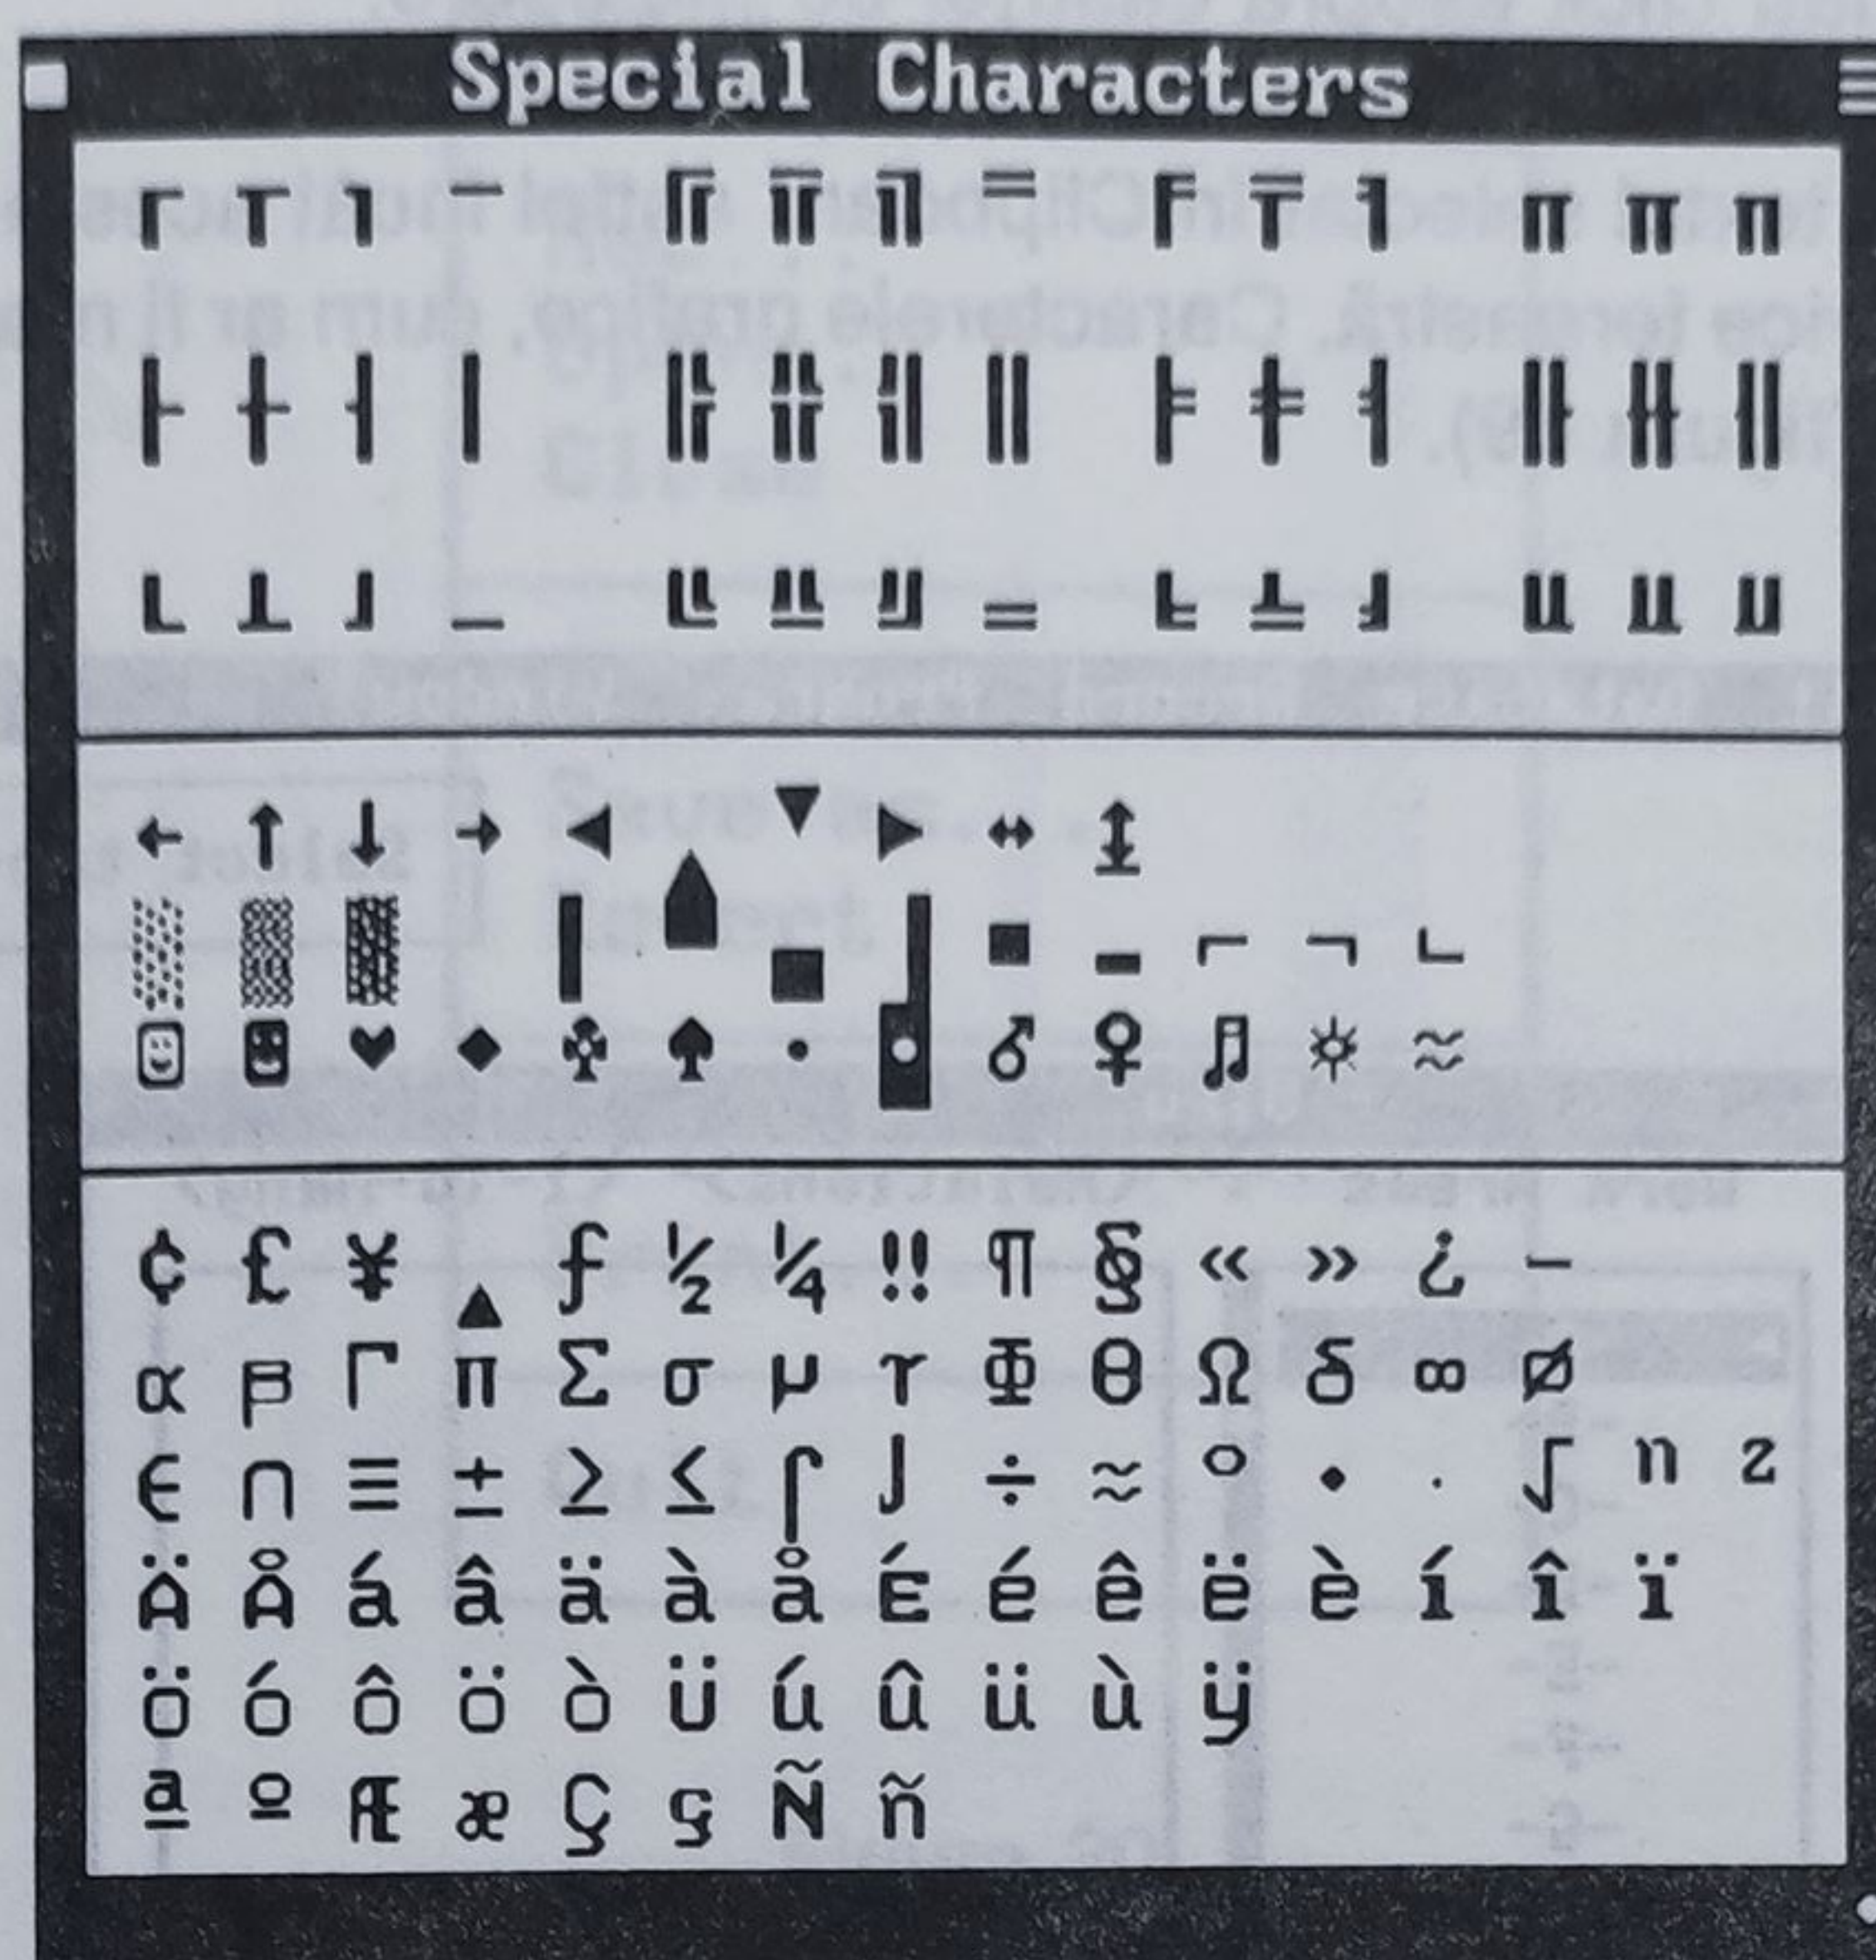 Special Characters
┌ ┬ ┐ ─ ╔ ╦ ╗ ═ ╒ ╤ ╕ ╓ ╥ ╖
├ ┼ ┤ │ ╠ ╬ ╣ ║ ╞ ╪ ╡ ╟ ╫ ╢
└ ┴ ┘ ─ ╚ ╩ ╝ ═ ╘ ╧ ╛ ╙ ╨ ╜
← ↑ ↓ → ◄ ▼ ► ↔ ↨
░ ▒ ▓ ▌ ▄ ▐ ■ ▬ ⌐ ¬ ∟
☺ ☻ ♥ ♦ ♣ ♠ • ◘ ♂ ♀ ♫ ☼ ≈
¢ £ ¥ ▲ ƒ ½ ¼ ‼ ¶ § « » ¿ –
α β Γ π Σ σ µ τ Φ Θ Ω δ ∞ ø
∈ ∩ ≡ ± ≥ ≤ ⌠ ⌡ ÷ ≈ ° • · √ ⁿ ²
Ä Å á â ä à å É é ê ë è í î ï
ö ó ô ö ò Ü ú û ü ù ÿ
ª º Æ æ Ç ç Ñ ñ